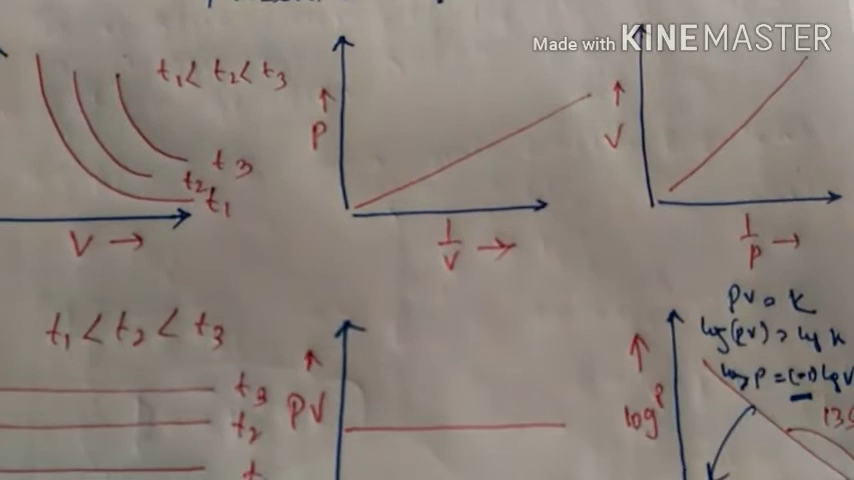 Made with KINEMASTER
t₁ < t₂ < t₃
t₃
t₂
t₁
V →
↑
P
1/V →
↑
V
1/P →
t₁ < t₂ < t₃
t₃
t₂
↑
PV
↑
log P
PV = K
log(PV) = log K
log P = (-1) log V